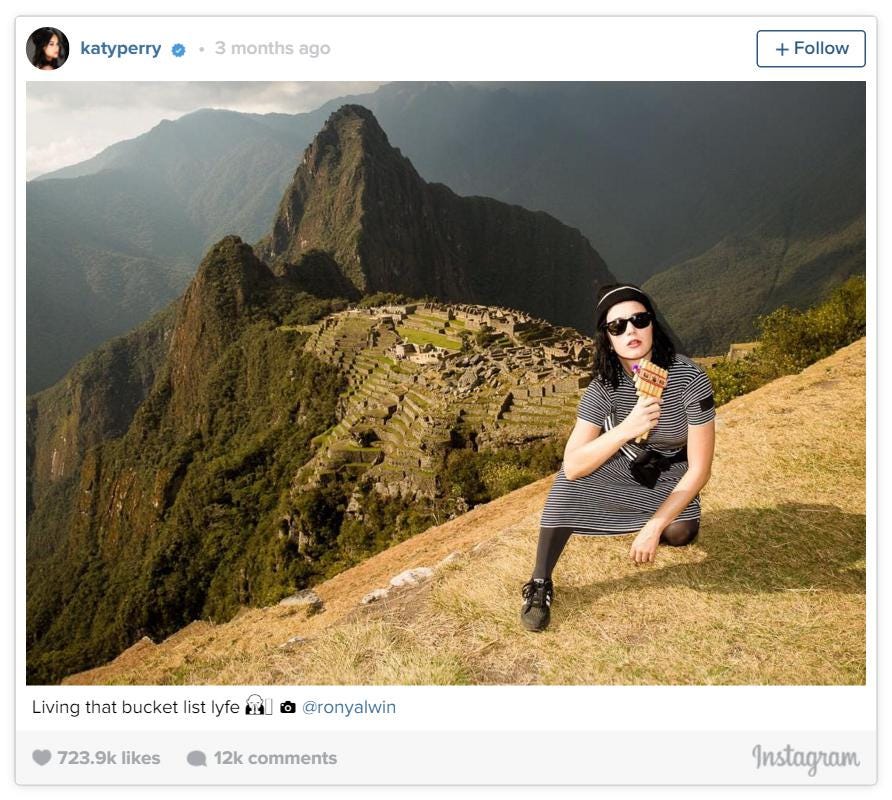 katyperry • 3 months ago
+ Follow
Living that bucket list lyfe @ronyalwin
723.9k likes 12k comments
Instagram